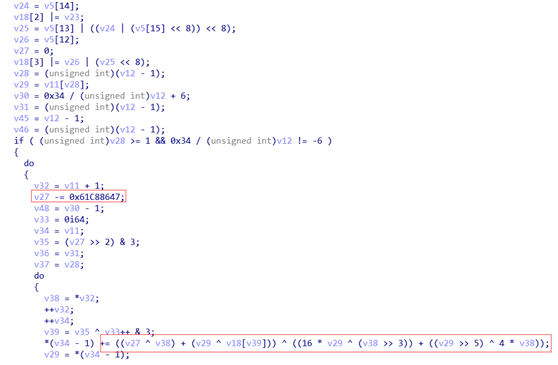 v24 = v5[14];
v18[2] |= v23;
v25 = v5[13] | ((v24 | (v5[15] << 8)) << 8);
v26 = v5[12];
v27 = 0;
v18[3] |= v26 | (v25 << 8);
v28 = (unsigned int)(v12 - 1);
v29 = v11[v28];
v30 = 0x34 / (unsigned int)v12 + 6;
v31 = (unsigned int)(v12 - 1);
v45 = v12 - 1;
v46 = (unsigned int)(v12 - 1);
if ( (unsigned int)v28 >= 1 && 0x34 / (unsigned int)v12 != -6 )
{
do
{
v32 = v11 + 1;
v27 -= 0x61C88647;
v48 = v30 - 1;
v33 = 0i64;
v34 = v11;
v35 = (v27 >> 2) & 3;
v36 = v31;
v37 = v28;
do
{
v38 = *v32;
++v32;
++v34;
v39 = v35 ^ v33++ & 3;
*(v34 - 1) += ((v27 ^ v38) + (v29 ^ v18[v39])) ^ ((16 * v29 ^ (v38 >> 3)) + ((v29 >> 5) ^ 4 * v38));
v29 = *(v34 - 1);